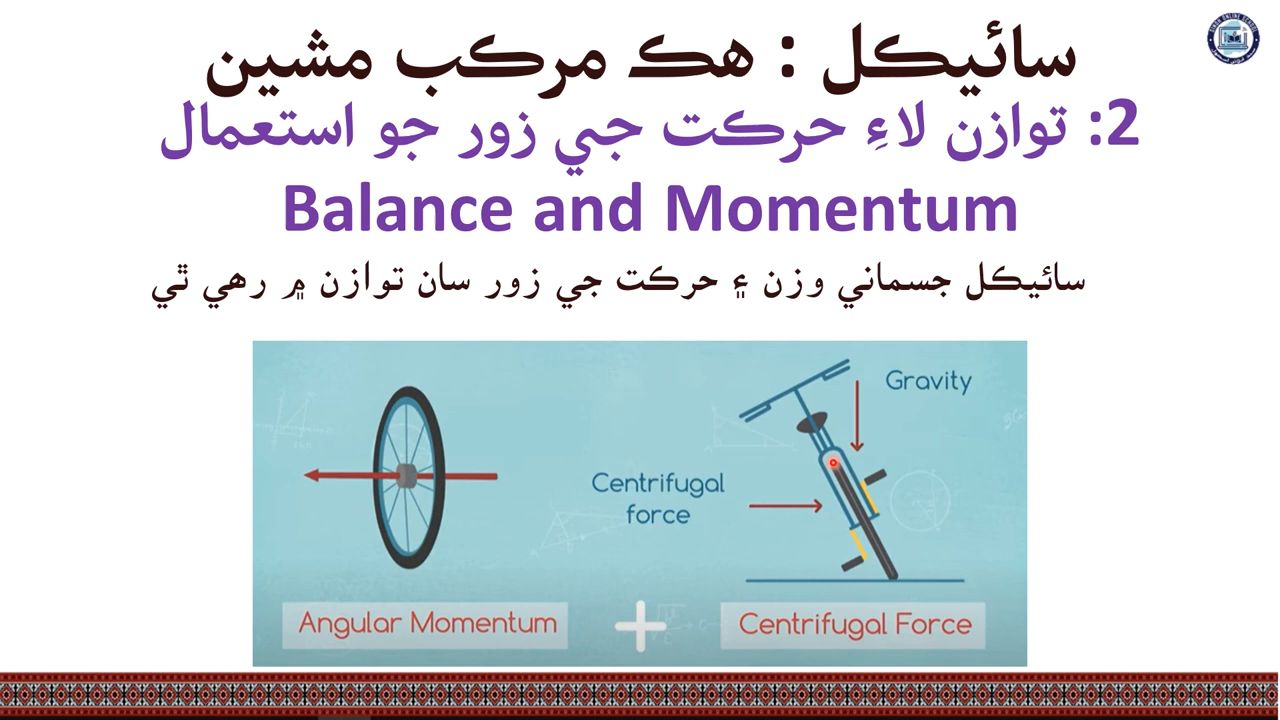 سائيڪل : هڪ مرڪب مشين
2: توازن لاءِ حرڪت جي زور جو استعمال
Balance and Momentum
سائيڪل جسماني وزن ۽ حرڪت جي زور سان توازن ۾ رهي ٿي
Gravity
Centrifugal
force
Angular Momentum
+
Centrifugal Force